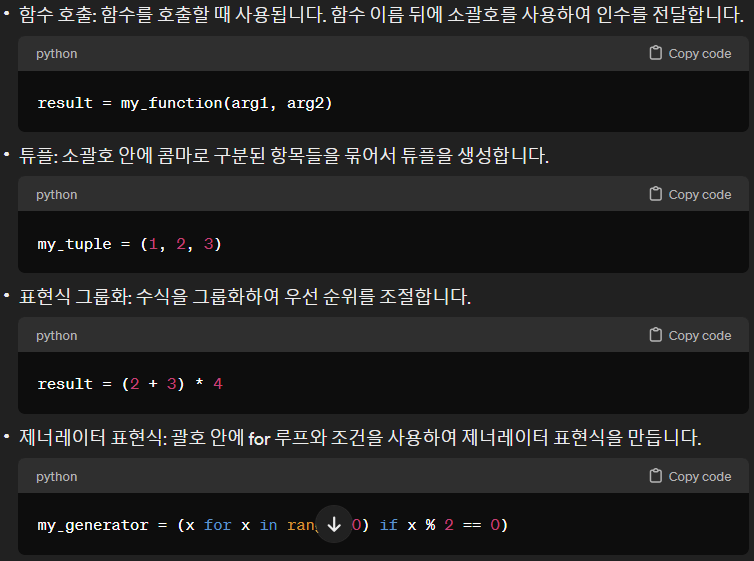 • 함수 호출: 함수를 호출할 때 사용됩니다. 함수 이름 뒤에 소괄호를 사용하여 인수를 전달합니다.
python Copy code
result = my_function(arg1, arg2)
• 튜플: 소괄호 안에 콤마로 구분된 항목들을 묶어서 튜플을 생성합니다.
python Copy code
my_tuple = (1, 2, 3)
• 표현식 그룹화: 수식을 그룹화하여 우선 순위를 조절합니다.
python Copy code
result = (2 + 3) * 4
• 제너레이터 표현식: 괄호 안에 for 루프와 조건을 사용하여 제너레이터 표현식을 만듭니다.
python Copy code
my_generator = (x for x in 0) if x % 2 == 0)